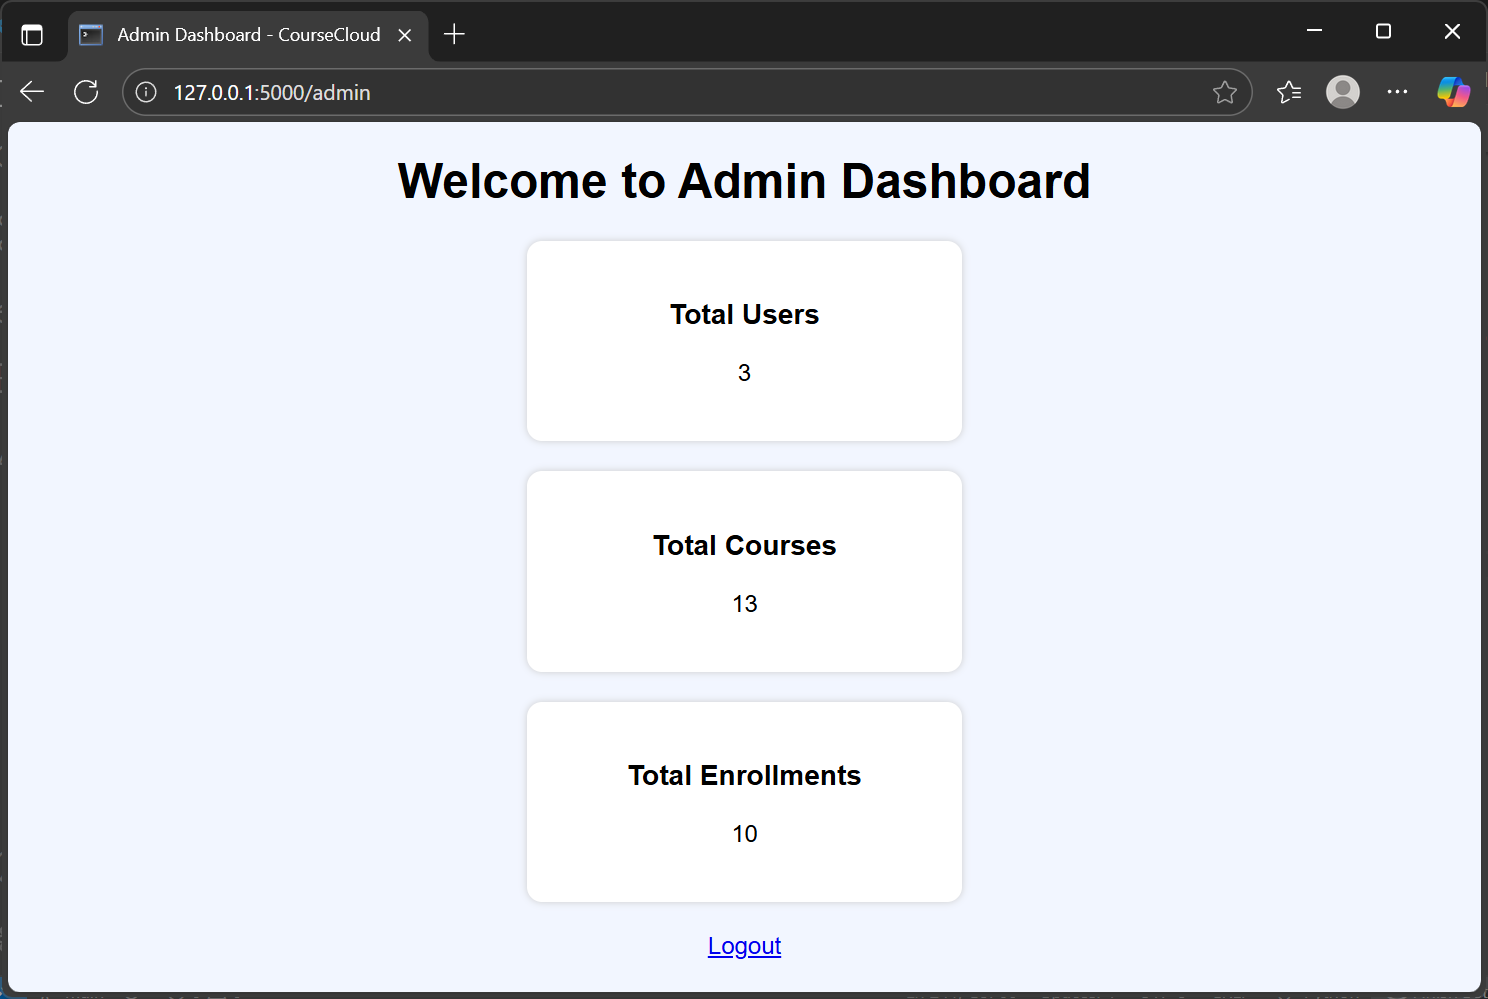 Admin Dashboard - CourseCloud
127.0.0.1:5000/admin
Welcome to Admin Dashboard
Total Users
3
Total Courses
13
Total Enrollments
10
Logout